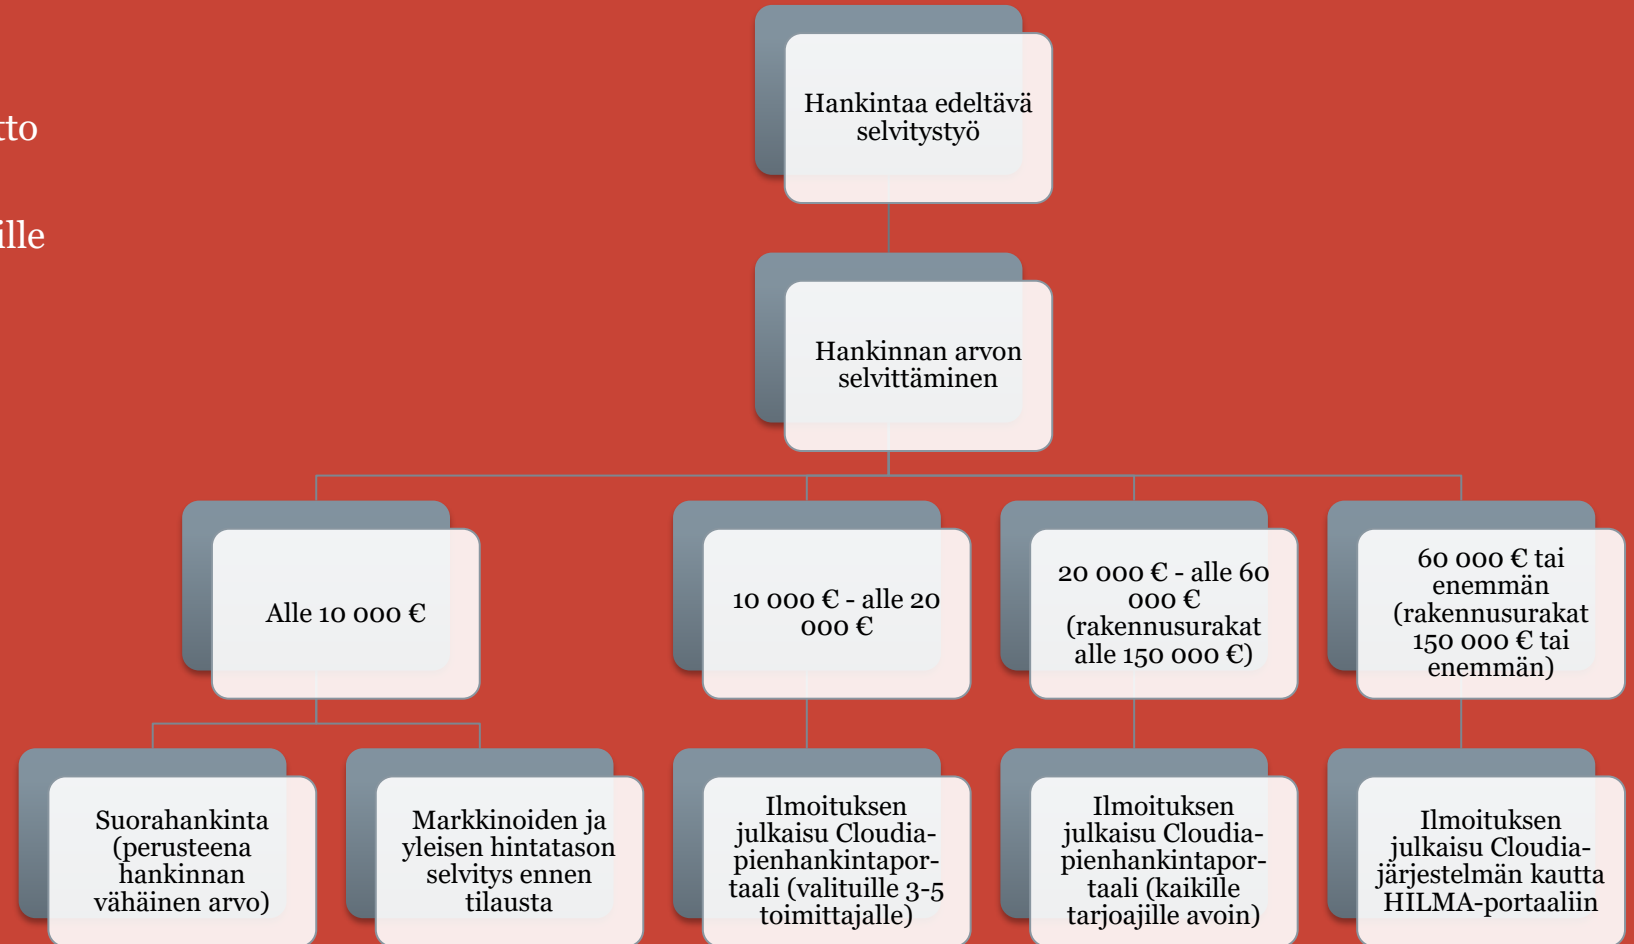 tto
ille
Hankintaa edeltävä
selvitystyö
Hankinnan arvon
selvittäminen
Alle 10 000 €
10 000 € - alle 20
000 €
20 000 € - alle 60
000 €
(rakennusurakat
alle 150 000 €)
60 000 € tai
enemmän
(rakennusurakat
150 000 € tai
enemmän)
Suorahankinta
(perusteena
hankinnan
vähäinen arvo)
Markkinoiden ja
yleisen hintatason
selvitys ennen
tilausta
Ilmoituksen
julkaisu Cloudia-
pienhankintapor-
taali (valituille 3-5
toimittajalle)
Ilmoituksen
julkaisu Cloudia-
pienhankintapor-
taali (kaikille
tarjoajille avoin)
Ilmoituksen
julkaisu Cloudia-
järjestelmän kautta
HILMA-portaaliin